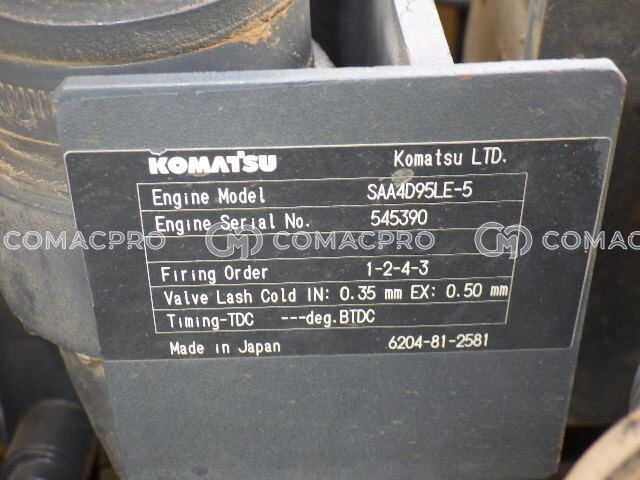 KOMATSU Komatsu LTD.
Engine Model SAA4D95LE-5
Engine Serial No. 545390
COMACPRO COMACPRO COMAC
Firing Order 1-2-4-3
Valve Lash Cold IN: 0.35 mm EX: 0.50 mm
Timing-TDC ---deg.BTDC
Made in Japan 6204-81-2581